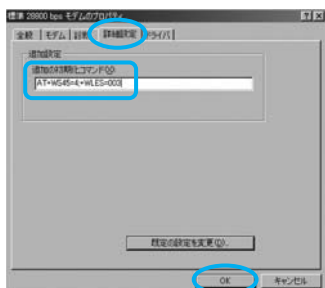 標準 28800 bps モデムのプロパティ
全般 モデム 診断 詳細設定 ドライバ
追加設定
追加の初期化コマンド(X)
AT+WS45=4;+WLES=003
既定の設定を変更(D)...
OK キャンセル